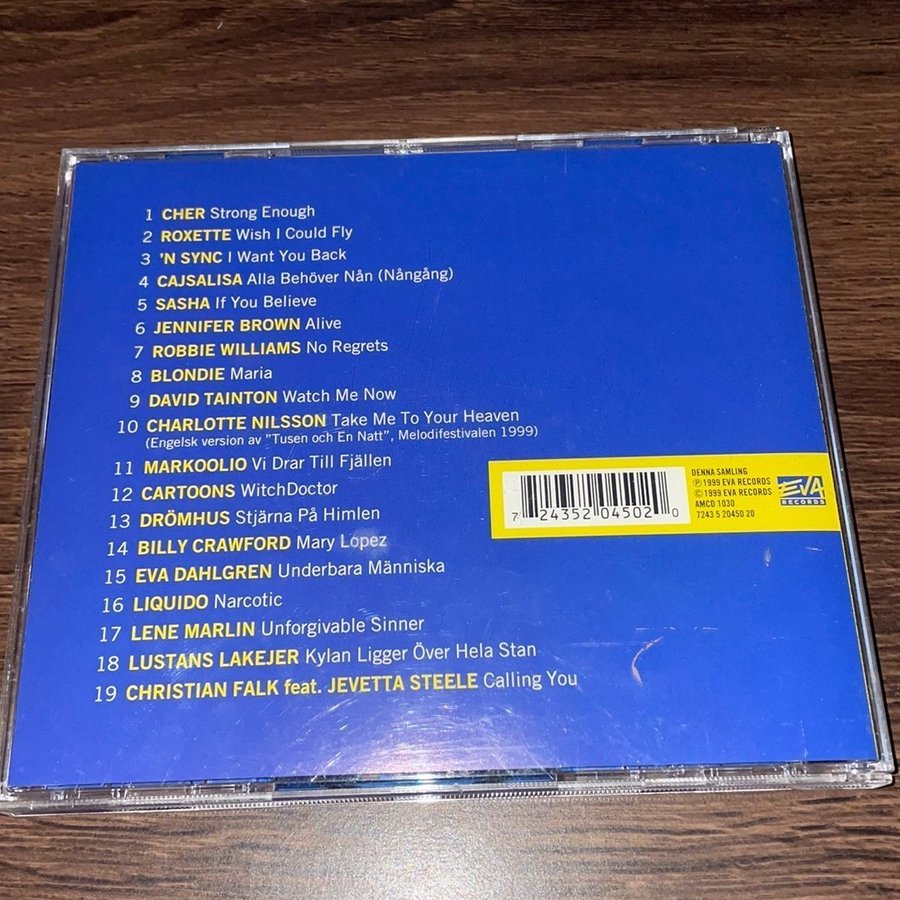 1 CHER Strong Enough
2 ROXETTE Wish I Could Fly
3 'N SYNC I Want You Back
4 CAJSALISA Alla Behöver Nån (Nångång)
5 SASHA If You Believe
6 JENNIFER BROWN Alive
7 ROBBIE WILLIAMS No Regrets
8 BLONDIE Maria
9 DAVID TAINTON Watch Me Now
10 CHARLOTTE NILSSON Take Me To Your Heaven
(Engelsk version av "Tusen och En Natt", Melodifestivalen 1999)
11 MARKOOLIO Vi Drar Till Fjällen
12 CARTOONS WitchDoctor
13 DRÖMHUS Stjärna På Himlen
14 BILLY CRAWFORD Mary Lopez
15 EVA DAHLGREN Underbara Människa
16 LIQUIDO Narcotic
17 LENE MARLIN Unforgivable Sinner
18 LUSTANS LAKEJER Kylan Ligger Över Hela Stan
19 CHRISTIAN FALK feat. JEVETTA STEELE Calling You
7 24352 04502 0
DENNA SAMLING
℗ 1999 EVA RECORDS
© 1999 EVA RECORDS
AMCD 1030
7243 5 20450 20
EVA
RECORDS